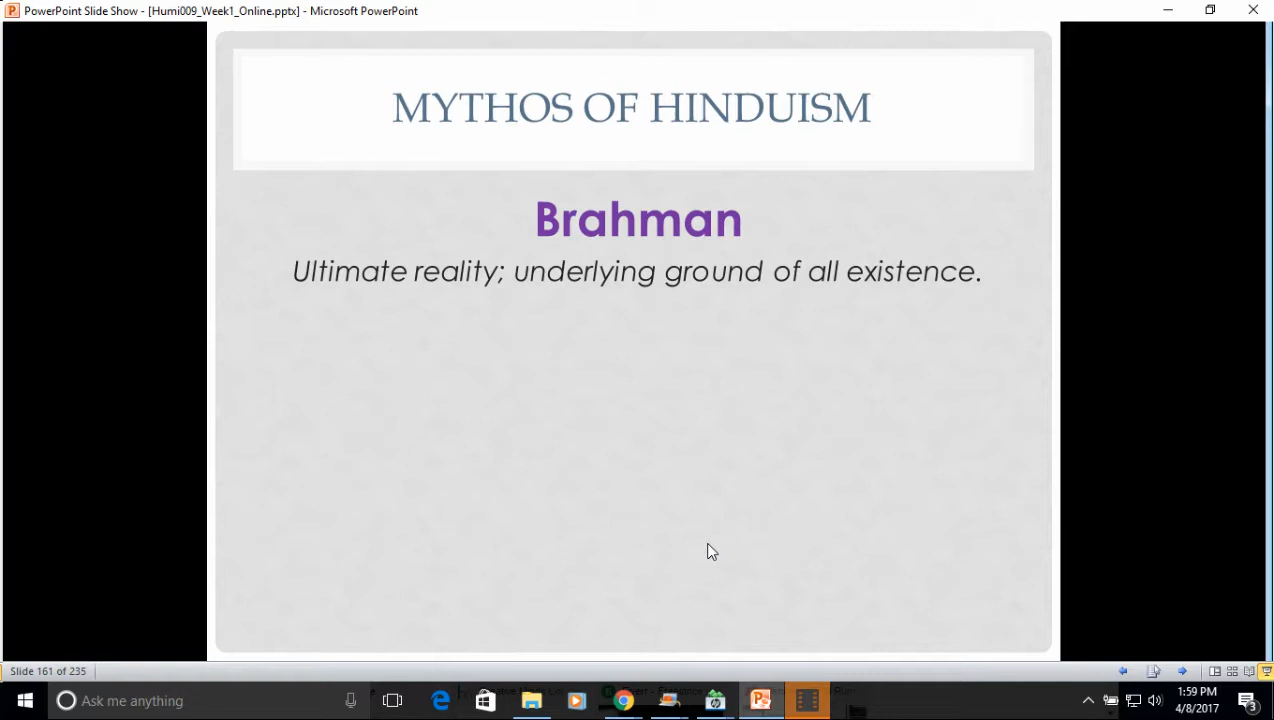 PowerPoint Slide Show - [Humi009_Week1_Online.pptx] - Microsoft PowerPoint
MYTHOS OF HINDUISM
Brahman
Ultimate reality; underlying ground of all existence.
Slide 161 of 235
Ask me anything
1:59 PM
4/8/2017
3